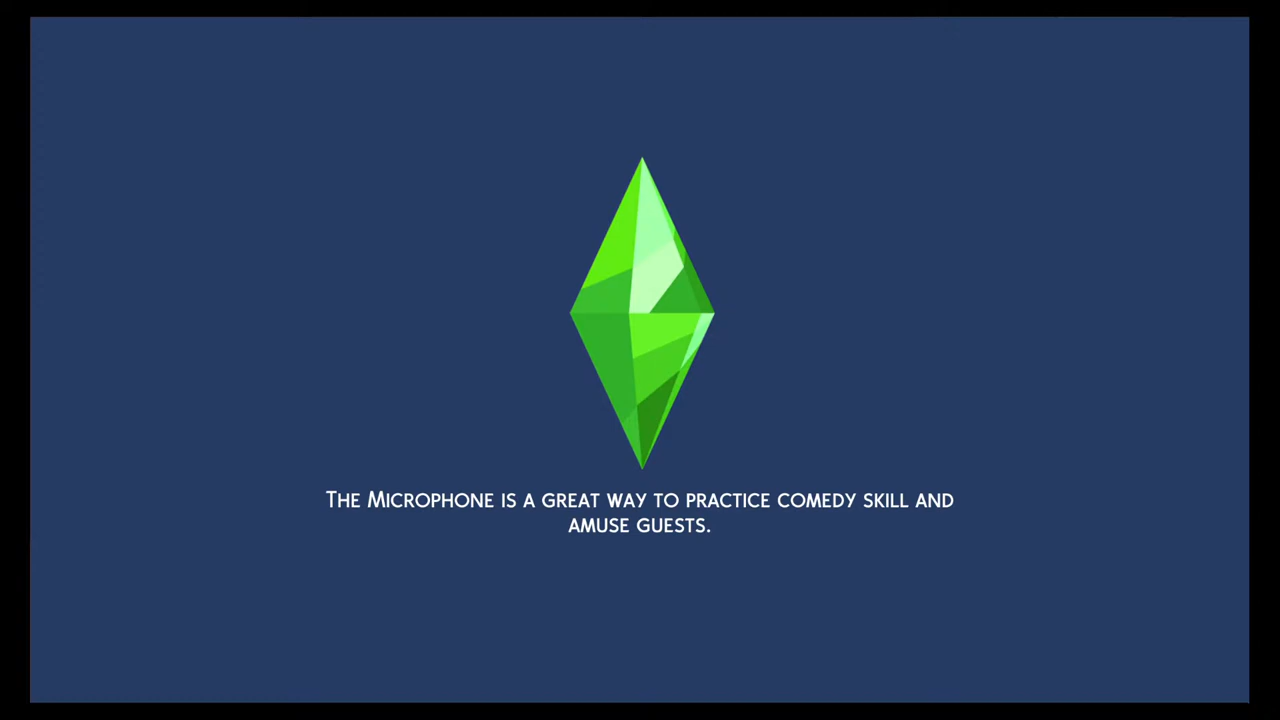 The Microphone is a great way to practice comedy skill and
amuse guests.